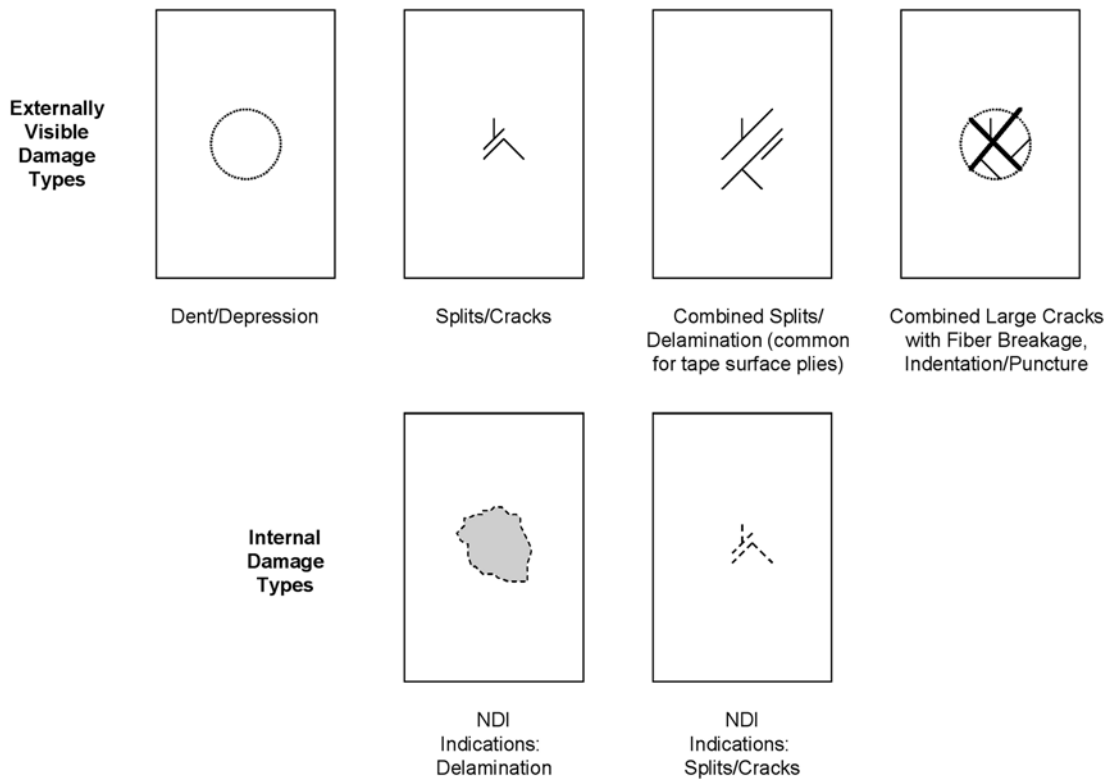 Externally
Visible
Damage
Types
Dent/Depression
Splits/Cracks
Combined Splits/
Delamination (common
for tape surface plies)
Combined Large Cracks
with Fiber Breakage,
Indentation/Puncture
Internal
Damage
Types
NDI
Indications:
Delamination
NDI
Indications:
Splits/Cracks